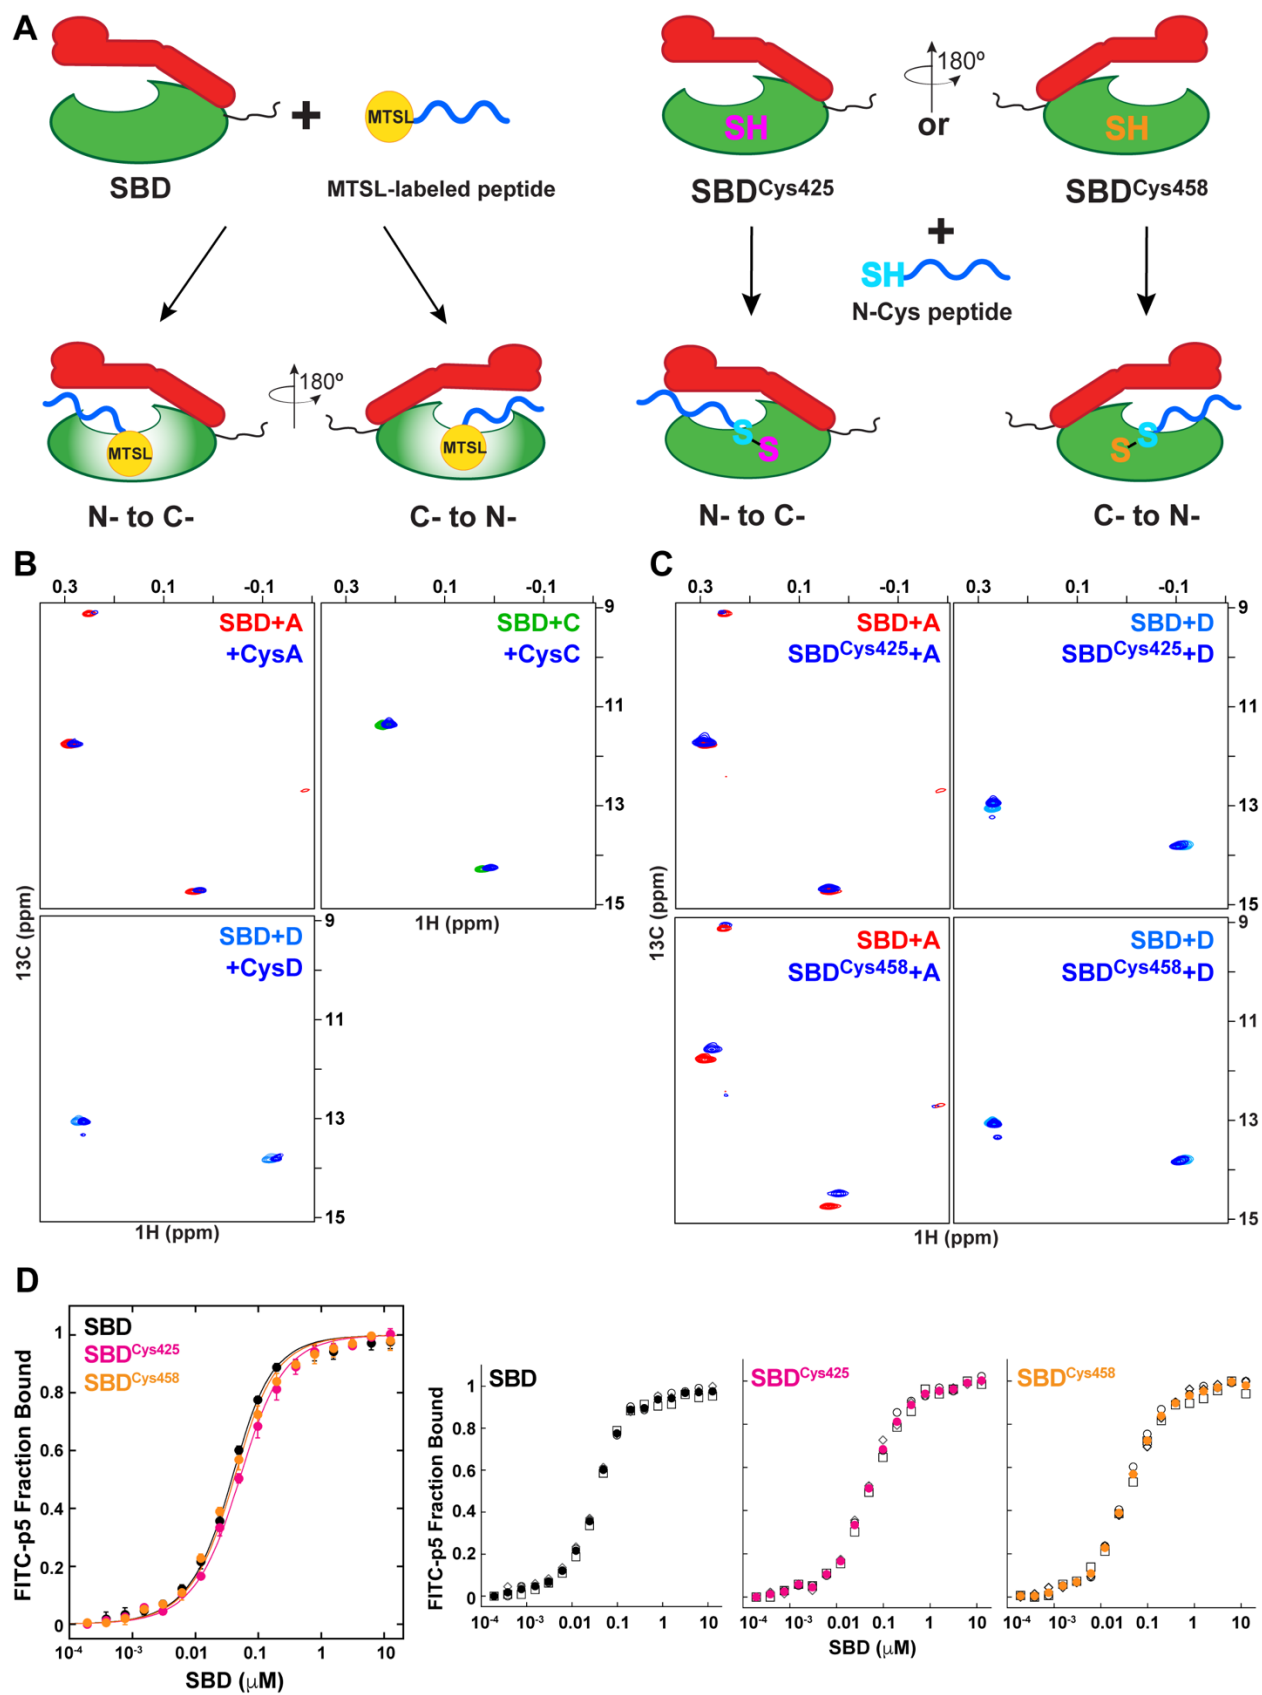 A
MTSL
SBD
MTSL-labeled peptide
SH
180º
or
SH
SBDCys425
SBDCys458
SH
N-Cys peptide
180º
MTSL
MTSL
S
S
S
S
N- to C-
C- to N-
N- to C-
C- to N-
B
0.3 0.1 -0.1
0.3 0.1 -0.1
SBD+A
+CysA
SBD+C
+CysC
9
11
13
15
1H (ppm)
13C (ppm)
SBD+D
+CysD
9
11
13
15
1H (ppm)
C
0.3 0.1 -0.1
0.3 0.1 -0.1
SBD+A
SBDCys425+A
SBD+D
SBDCys425+D
9
11
13
15
13C (ppm)
SBD+A
SBDCys458+A
SBD+D
SBDCys458+D
9
11
13
15
1H (ppm)
D
SBD
SBDCys425
SBDCys458
FITC-p5 Fraction Bound
1
0.8
0.6
0.4
0.2
0
10-4 10-3 0.01 0.1 1 10
SBD (μM)
SBD
FITC-p5 Fraction Bound
1
0.8
0.6
0.4
0.2
0
10-4 10-3 0.01 0.1 1 10
SBDCys425
10-4 10-3 0.01 0.1 1 10
SBD (μM)
SBDCys458
10-4 10-3 0.01 0.1 1 10